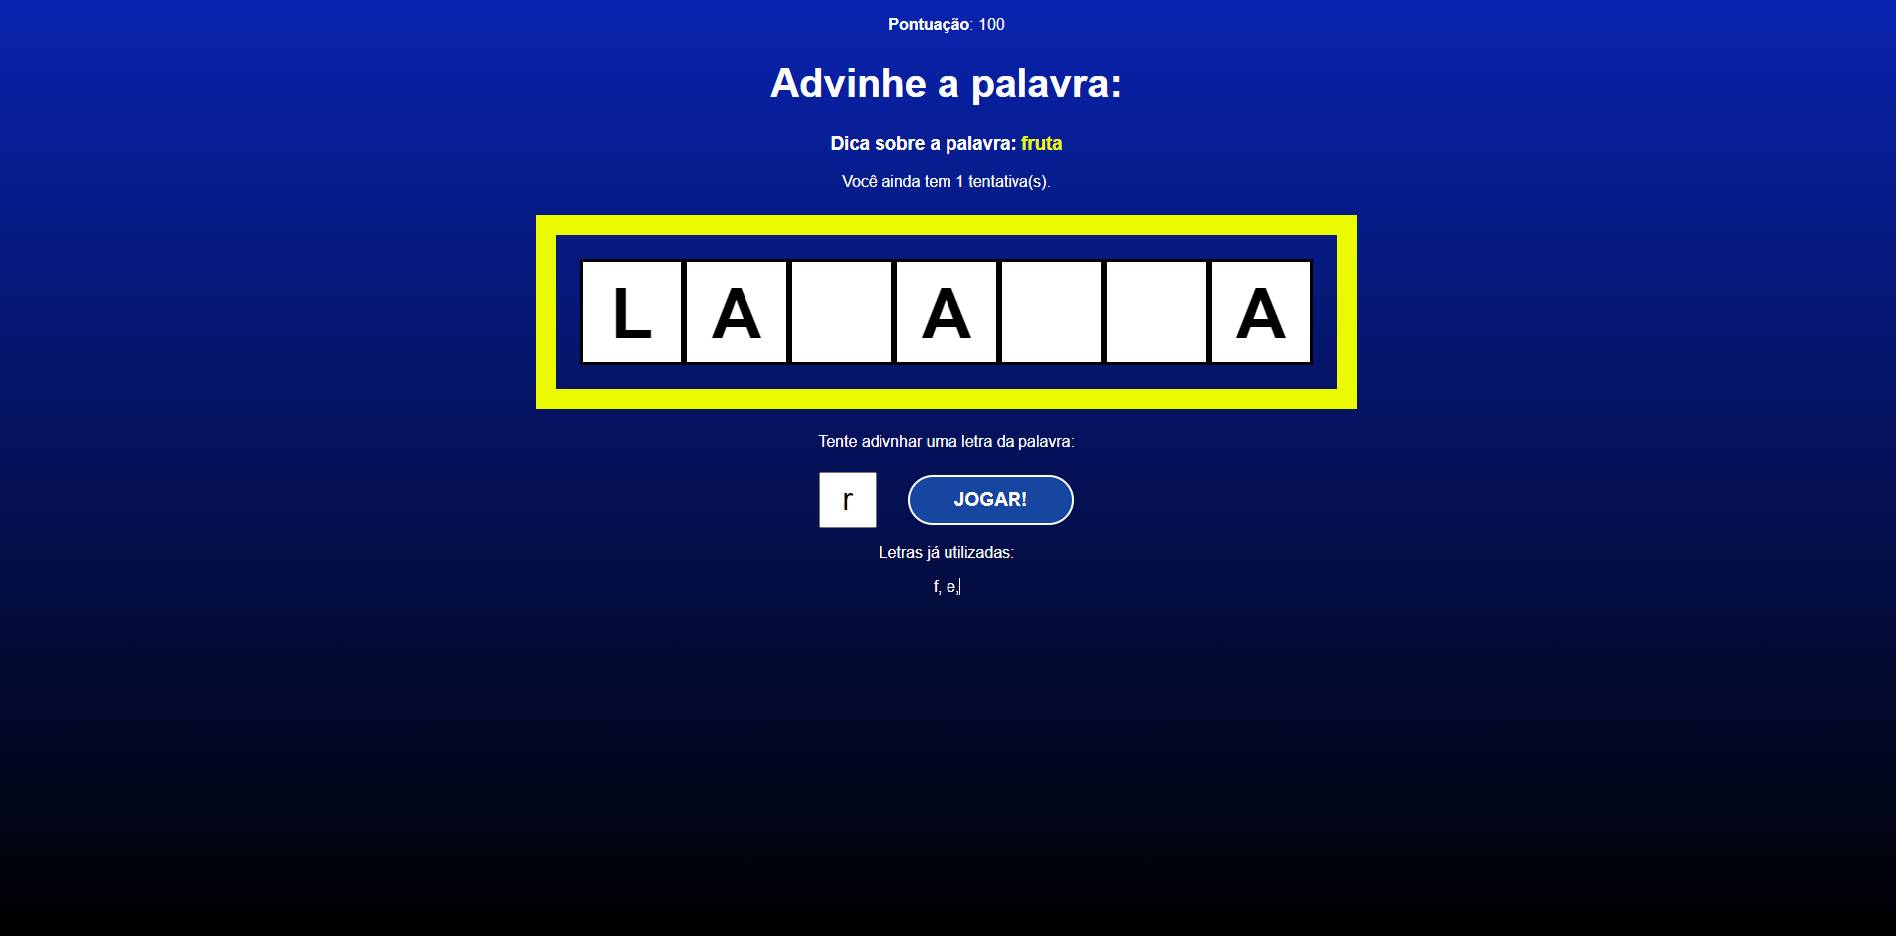 Pontuação: 100
Advinhe a palavra:
Dica sobre a palavra: fruta
Você ainda tem 1 tentativa(s).
L A A A
Tente adivnhar uma letra da palavra:
r JOGAR!
Letras já utilizadas:
f, e,